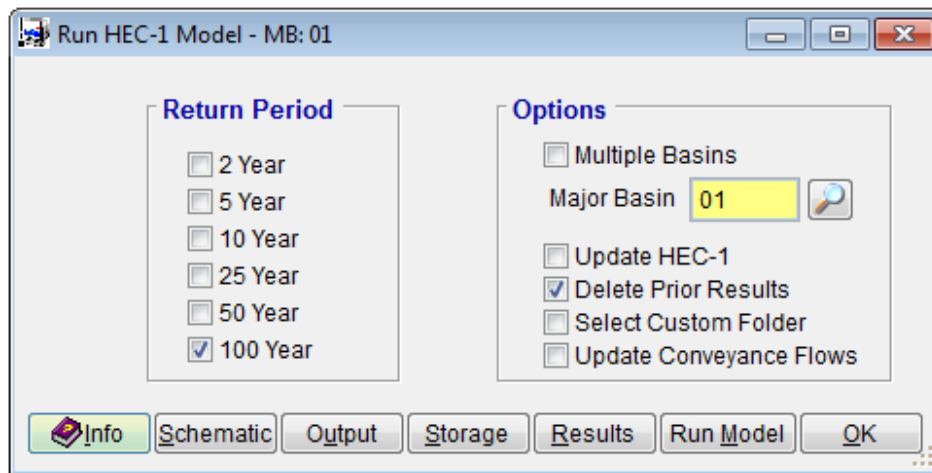 Run HEC-1 Model - MB: 01
Return Period
2 Year
5 Year
10 Year
25 Year
50 Year
100 Year
Options
Multiple Basins
Major Basin 01
Update HEC-1
Delete Prior Results
Select Custom Folder
Update Conveyance Flows
Info Schematic Output Storage Results Run Model OK